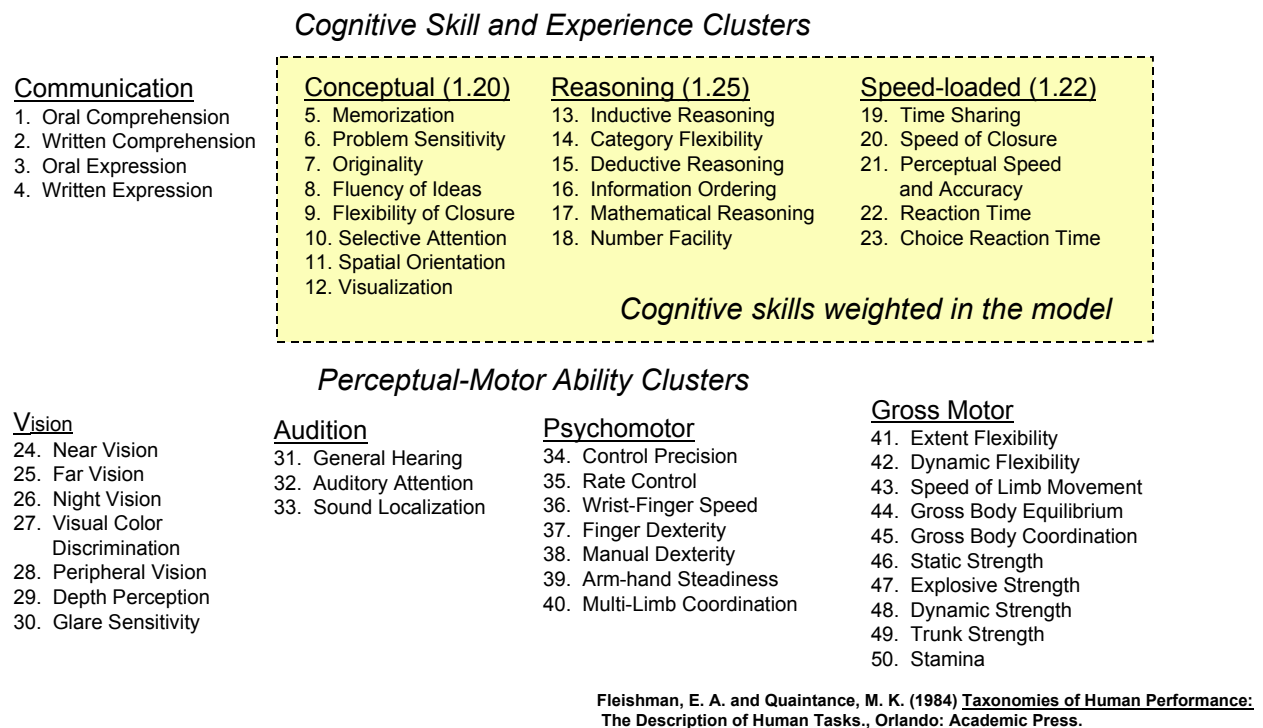 Cognitive Skill and Experience Clusters
Communication
1. Oral Comprehension
2. Written Comprehension
3. Oral Expression
4. Written Expression
Conceptual (1.20)
5. Memorization
6. Problem Sensitivity
7. Originality
8. Fluency of Ideas
9. Flexibility of Closure
10. Selective Attention
11. Spatial Orientation
12. Visualization
Reasoning (1.25)
13. Inductive Reasoning
14. Category Flexibility
15. Deductive Reasoning
16. Information Ordering
17. Mathematical Reasoning
18. Number Facility
Speed-loaded (1.22)
19. Time Sharing
20. Speed of Closure
21. Perceptual Speed
and Accuracy
22. Reaction Time
23. Choice Reaction Time
Cognitive skills weighted in the model
Perceptual-Motor Ability Clusters
Vision
24. Near Vision
25. Far Vision
26. Night Vision
27. Visual Color
Discrimination
28. Peripheral Vision
29. Depth Perception
30. Glare Sensitivity
Audition
31. General Hearing
32. Auditory Attention
33. Sound Localization
Psychomotor
34. Control Precision
35. Rate Control
36. Wrist-Finger Speed
37. Finger Dexterity
38. Manual Dexterity
39. Arm-hand Steadiness
40. Multi-Limb Coordination
Gross Motor
41. Extent Flexibility
42. Dynamic Flexibility
43. Speed of Limb Movement
44. Gross Body Equilibrium
45. Gross Body Coordination
46. Static Strength
47. Explosive Strength
48. Dynamic Strength
49. Trunk Strength
50. Stamina
Fleishman, E. A. and Quaintance, M. K. (1984) Taxonomies of Human Performance:
The Description of Human Tasks., Orlando: Academic Press.